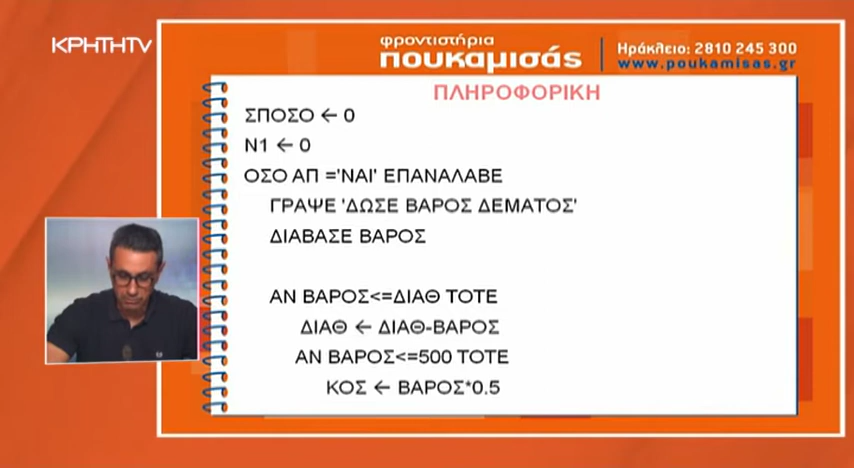 ΚΡΗΤΗTV
φροντιστήρια
πουκαμισάς
Ηράκλειο: 2810 245 300
www.poukamisas.gr
ΠΛΗΡΟΦΟΡΙΚΗ
ΣΠΟΣΟ ← 0
Ν1 ← 0
ΟΣΟ ΑΠ ='ΝΑΙ' ΕΠΑΝΑΛΑΒΕ
ΓΡΑΨΕ 'ΔΩΣΕ ΒΑΡΟΣ ΔΕΜΑΤΟΣ'
ΔΙΑΒΑΣΕ ΒΑΡΟΣ
ΑΝ ΒΑΡΟΣ<=ΔΙΑΘ ΤΟΤΕ
ΔΙΑΘ ← ΔΙΑΘ-ΒΑΡΟΣ
ΑΝ ΒΑΡΟΣ<=500 ΤΟΤΕ
ΚΟΣ ← ΒΑΡΟΣ*0.5